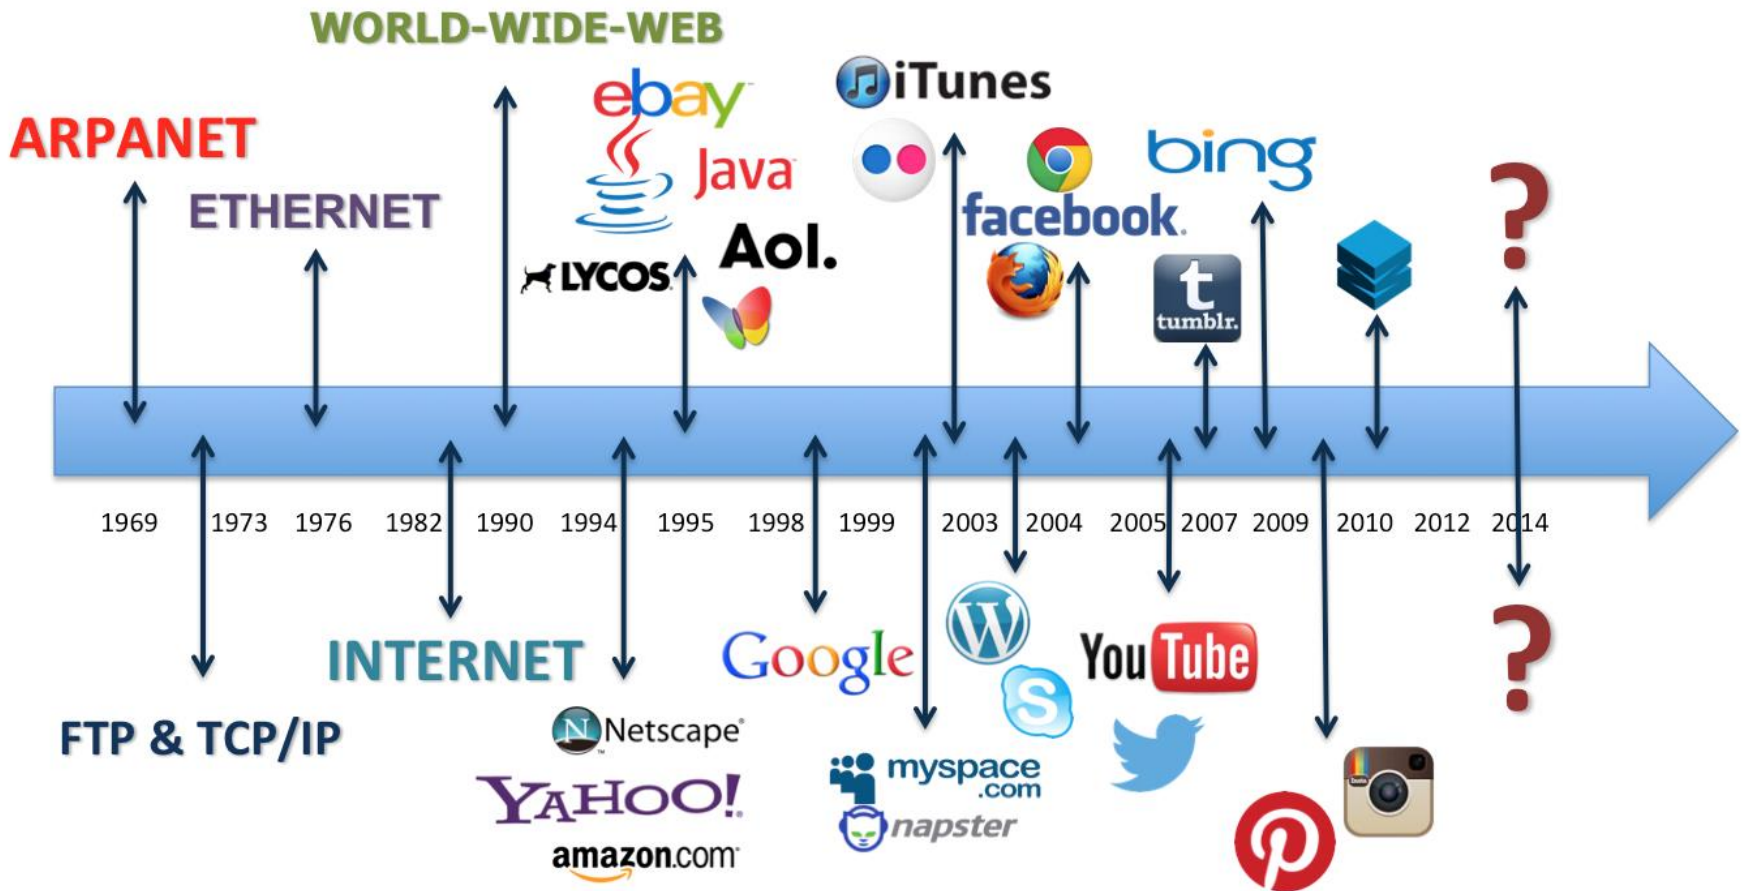 WORLD-WIDE-WEB
ebay
iTunes
ARPANET
Java
bing
ETHERNET
facebook.
Aol.
LYCOS
t
tumblr.
?
1969 1973 1976 1982 1990 1994 1995 1998 1999 2003 2004 2005 2007 2009 2010 2012 2014
INTERNET
Google
W
S
YouTube
?
FTP & TCP/IP
N Netscape
YAHOO!
myspace
.com
napster
amazon.com
P